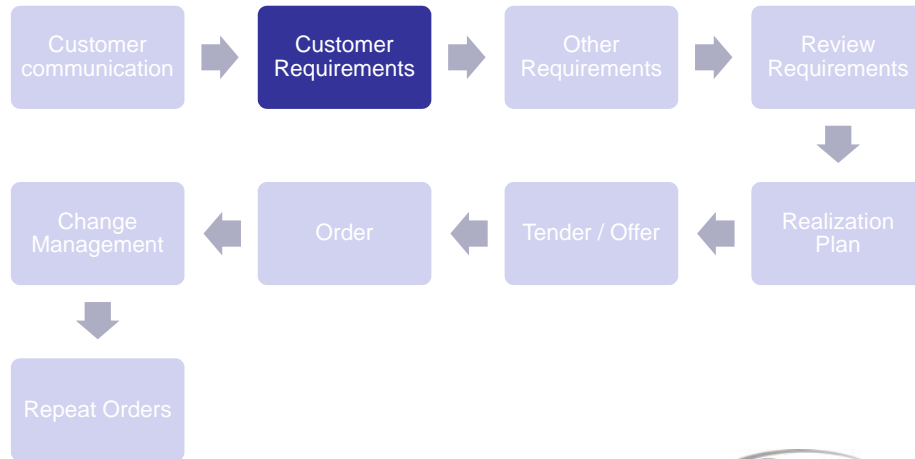 Customer
communication
Customer
Requirements
Other
Requirements
Review
Requirements
Change
Management
Order
Tender / Offer
Realization
Plan
Repeat Orders